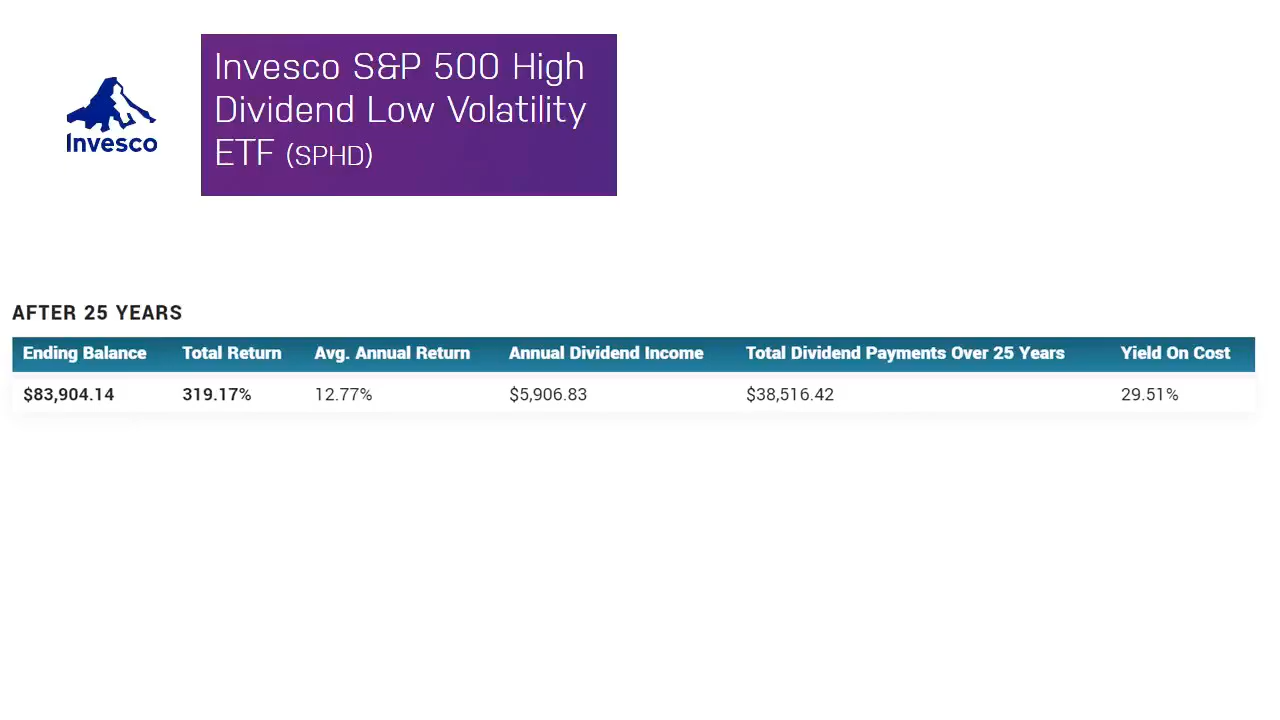 Invesco
Invesco S&P 500 High
Dividend Low Volatility
ETF (SPHD)
AFTER 25 YEARS
Ending Balance Total Return Avg. Annual Return Annual Dividend Income Total Dividend Payments Over 25 Years Yield On Cost
$83,904.14 319.17% 12.77% $5,906.83 $38,516.42 29.51%